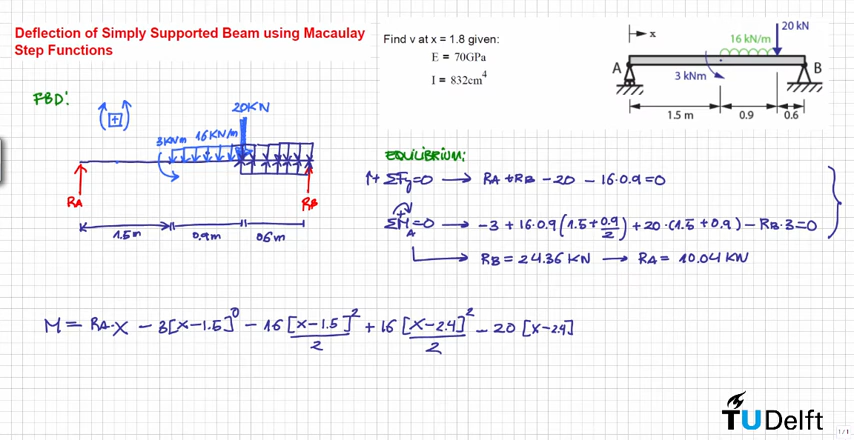 Deflection of Simply Supported Beam using Macaulay
Step Functions
Find v at x = 1.8 given:
E = 70GPa
I = 832cm⁴
x
20 kN
16 kN/m
A
B
3 kNm
1.5 m
0.9
0.6
FBD:
+
20KN
3KNm 16KN/m
RA
RB
1.5m
0.9m
0.6m
EQUILIBRIUM:
↑+ ΣFy=0 → RA+RB - 20 - 16·0.9=0
ΣM_A=0 → -3 + 16·0.9(1.5+0.9/2) + 20·(1.5+0.9) - RB·3=0
RB = 24.36 KN → RA = 10.04 KN
M = RA·X - 3[X-1.5]⁰ - 16[X-1.5]²/2 + 16[X-2.4]²/2 - 20[X-2.4]
TUDelft
1/1